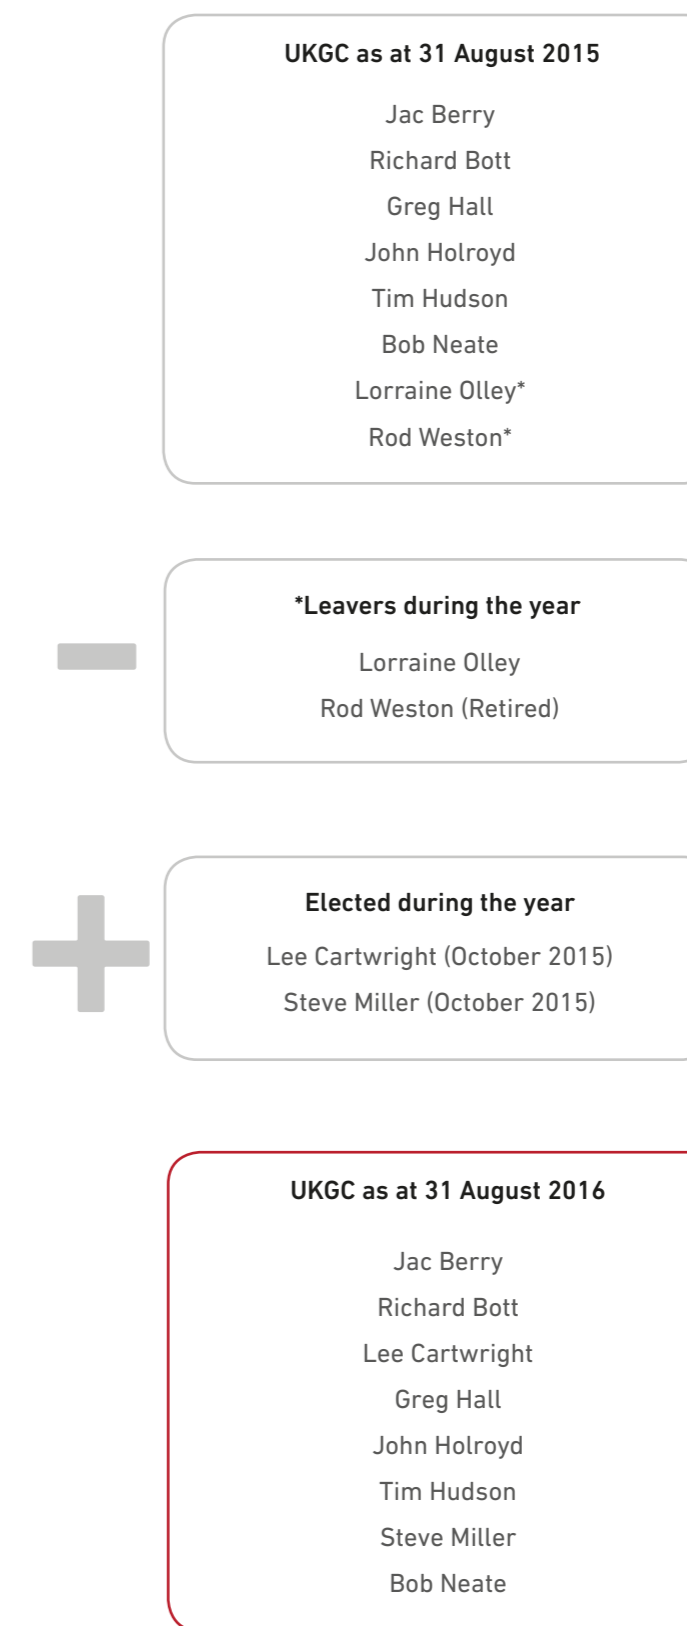 UKGC as at 31 August 2015
Jac Berry
Richard Bott
Greg Hall
John Holroyd
Tim Hudson
Bob Neate
Lorraine Olley*
Rod Weston*
*Leavers during the year
Lorraine Olley
Rod Weston (Retired)
Elected during the year
Lee Cartwright (October 2015)
Steve Miller (October 2015)
UKGC as at 31 August 2016
Jac Berry
Richard Bott
Lee Cartwright
Greg Hall
John Holroyd
Tim Hudson
Steve Miller
Bob Neate